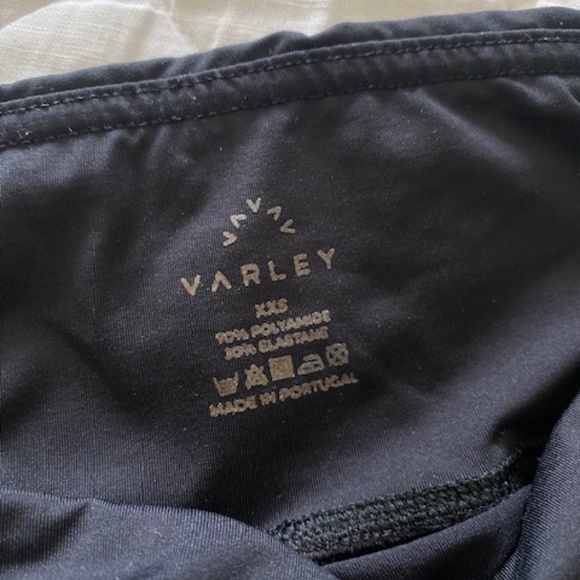 VARLEY
XXS
70% POLYAMIDE
30% ELASTANE
MADE IN PORTUGAL